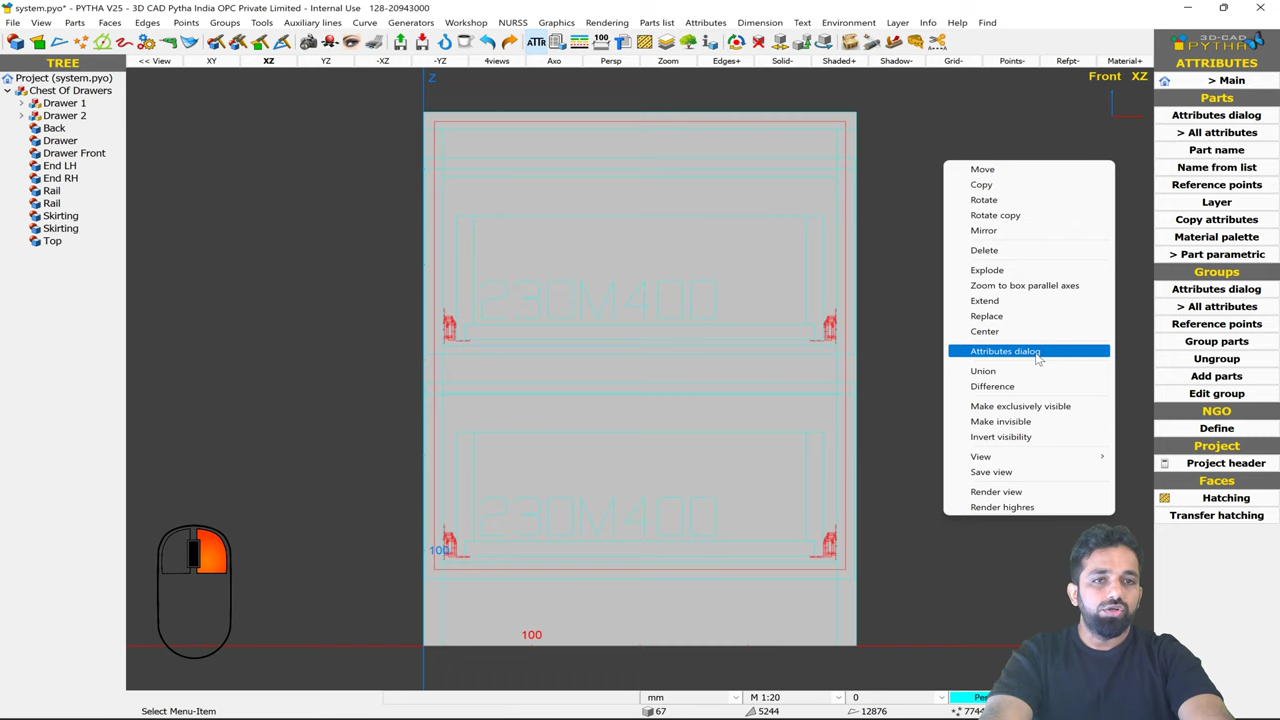 system.pyo* - PYTHA V25 - 3D CAD Pythia India OPC Private Limited - Internal Use 128-20943000
File View Parts Faces Edges Points Groups Tools Auxiliary lines Curve Generators Workshop NURSS Graphics Rendering Parts list Attributes Dimension Text Environment Layer Info Help Find
ATTR 100
3D-CAD PYTHA
TREE
<< View XY XZ YZ -XZ -YZ 4views Axo Persp Zoom Edges+ Solid- Shaded+ Shadow- Grid- Points- Refpt- Material+
ATTRIBUTES
Project (system.pyo)
Chest Of Drawers
Drawer 1
Drawer 2
Back
Drawer
Drawer Front
End LH
End RH
Rail
Rail
Skirting
Skirting
Top
Z
Front XZ
230M400
230M400
100
100
Move
Copy
Rotate
Rotate copy
Mirror
Delete
Explode
Zoom to box parallel axes
Extend
Replace
Center
Attributes dialog
Union
Difference
Make exclusively visible
Make invisible
Invert visibility
View
Save view
Render view
Render highres
> Main
Parts
Attributes dialog
> All attributes
Part name
Name from list
Reference points
Layer
Copy attributes
Material palette
> Part parametric
Groups
Attributes dialog
> All attributes
Reference points
Group parts
Ungroup
Add parts
Edit group
NGO
Define
Project
Project header
Faces
Hatching
Transfer hatching
mm M 1:20 0
Select Menu-Item 67 5244 12876